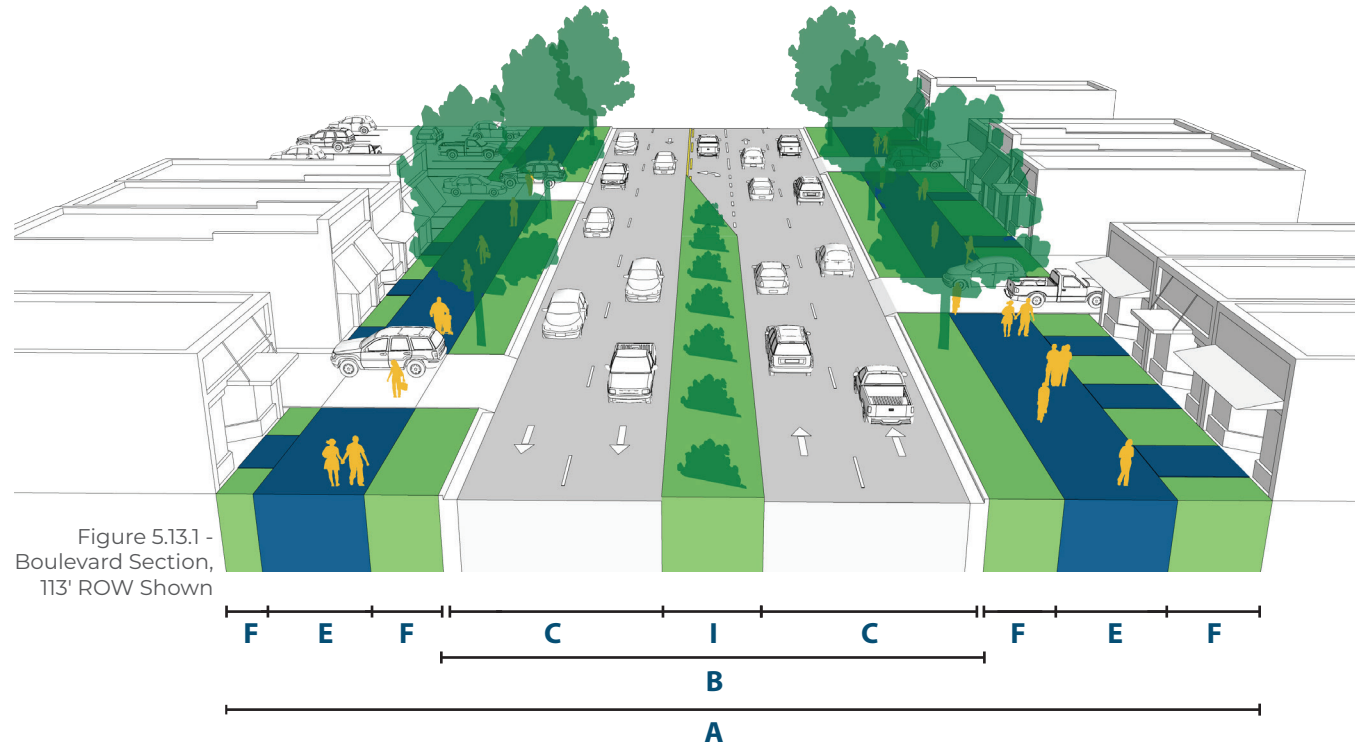 Figure 5.13.1 -
Boulevard Section,
113' ROW Shown
F E F C I C F E F
B
A